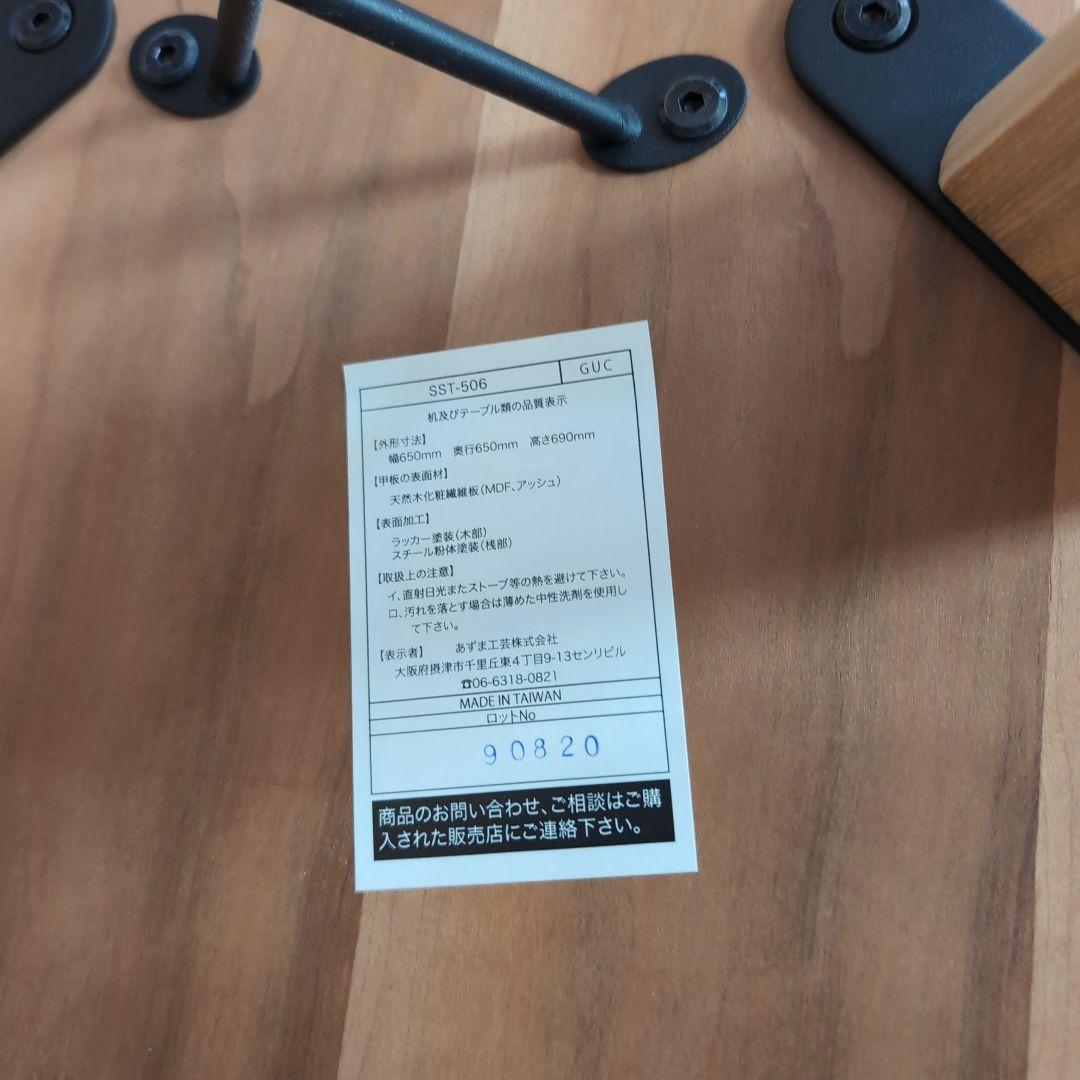 SST-506 GUC
机及びテーブル類の品質表示
【外形寸法】
幅650mm 奥行650mm 高さ690mm
【甲板の表面材】
天然木化粧繊維板(MDF、アッシュ)
【表面加工】
ラッカー塗装(木部)
スチール粉体塗装(桟部)
【取扱上の注意】
イ、直射日光またストーブ等の熱を避けて下さい。
ロ、汚れを落とす場合は薄めた中性洗剤を使用し
て下さい。
【表示者】 あずま工芸株式会社
大阪府摂津市千里丘東4丁目9-13センリビル
☎06-6318-0821
MADE IN TAIWAN
ロットNo
90820
商品のお問い合わせ、ご相談はご購
入された販売店にご連絡下さい。